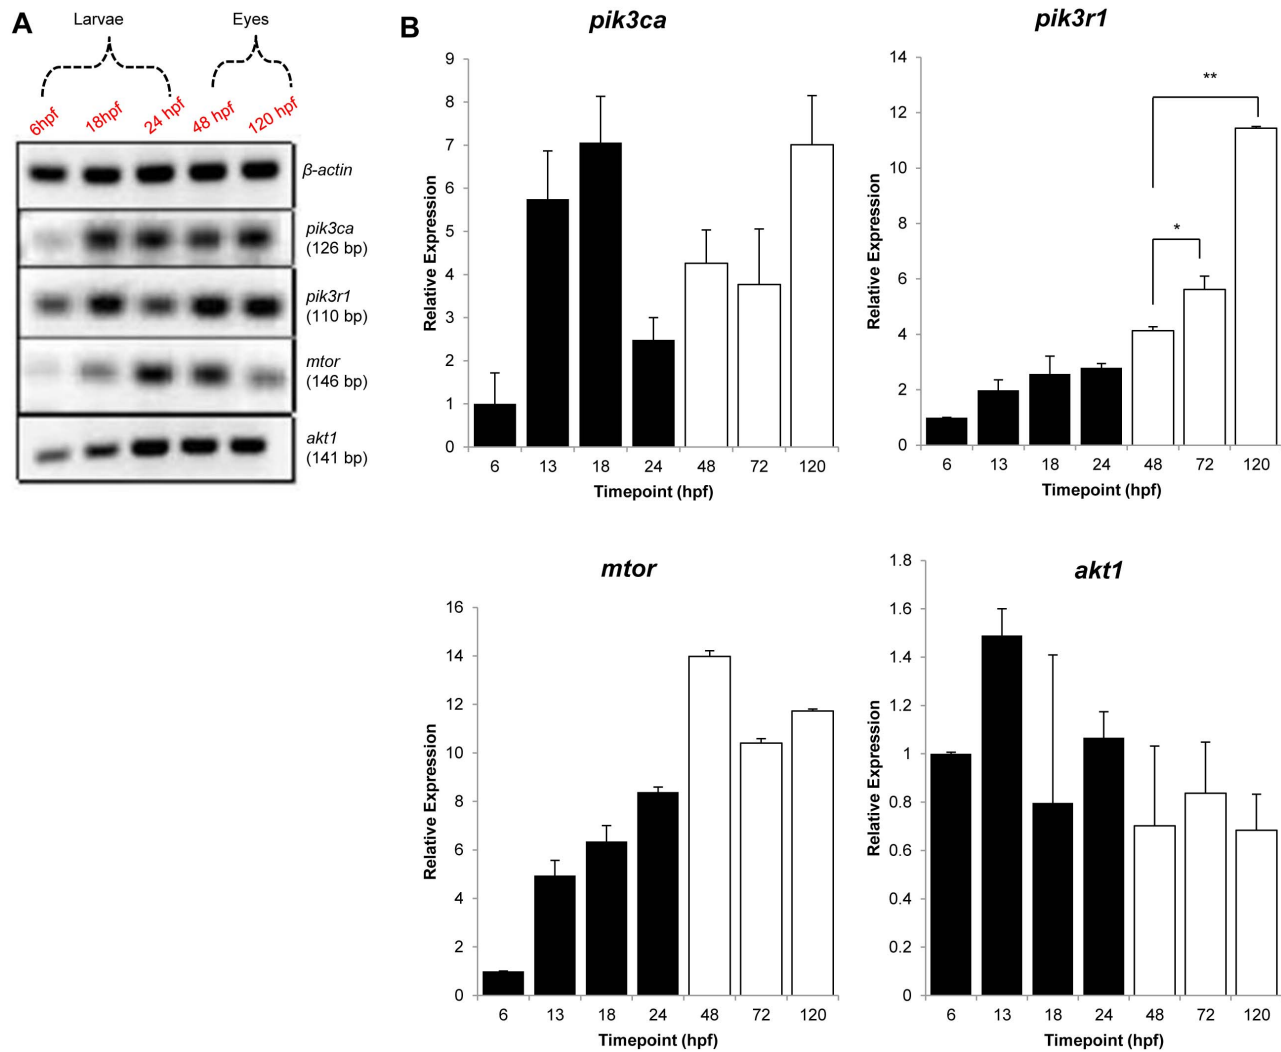 A
Larvae
Eyes
6hpf
18hpf
24 hpf
48 hpf
120 hpf
β-actin
pik3ca
(126 bp)
pik3r1
(110 bp)
mtor
(146 bp)
akt1
(141 bp)
B
pik3ca
Relative Expression
9
8
7
6
5
4
3
2
1
0
6 13 18 24 48 72 120
Timepoint (hpf)
pik3r1
Relative Expression
14
12
10
8
6
4
2
0
**
*
6 13 18 24 48 72 120
Timepoint (hpf)
mtor
Relative Expression
16
14
12
10
8
6
4
2
0
6 13 18 24 48 72 120
Timepoint (hpf)
akt1
Relative Expression
1.8
1.6
1.4
1.2
1
0.8
0.6
0.4
0.2
0
6 13 18 24 48 72 120
Timepoint (hpf)